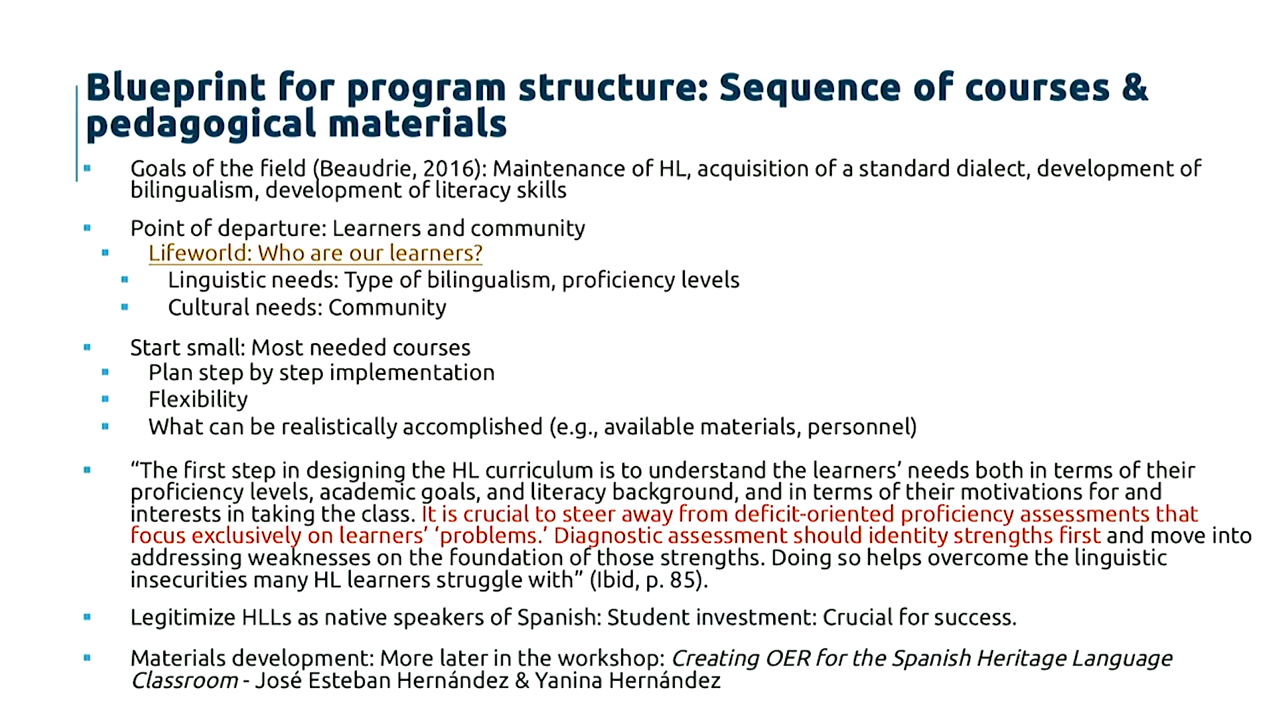 Blueprint for program structure: Sequence of courses &
pedagogical materials
Goals of the field (Beaudrie, 2016): Maintenance of HL, acquisition of a standard dialect, development of
bilingualism, development of literacy skills
Point of departure: Learners and community
Lifeworld: Who are our learners?
Linguistic needs: Type of bilingualism, proficiency levels
Cultural needs: Community
Start small: Most needed courses
Plan step by step implementation
Flexibility
What can be realistically accomplished (e.g., available materials, personnel)
“The first step in designing the HL curriculum is to understand the learners’ needs both in terms of their
proficiency levels, academic goals, and literacy background, and in terms of their motivations for and
interests in taking the class. It is crucial to steer away from deficit-oriented proficiency assessments that
focus exclusively on learners’ ‘problems.’ Diagnostic assessment should identity strengths first and move into
addressing weaknesses on the foundation of those strengths. Doing so helps overcome the linguistic
insecurities many HL learners struggle with” (Ibid, p. 85).
Legitimize HLLs as native speakers of Spanish: Student investment: Crucial for success.
Materials development: More later in the workshop: Creating OER for the Spanish Heritage Language
Classroom - José Esteban Hernández & Yanina Hernández